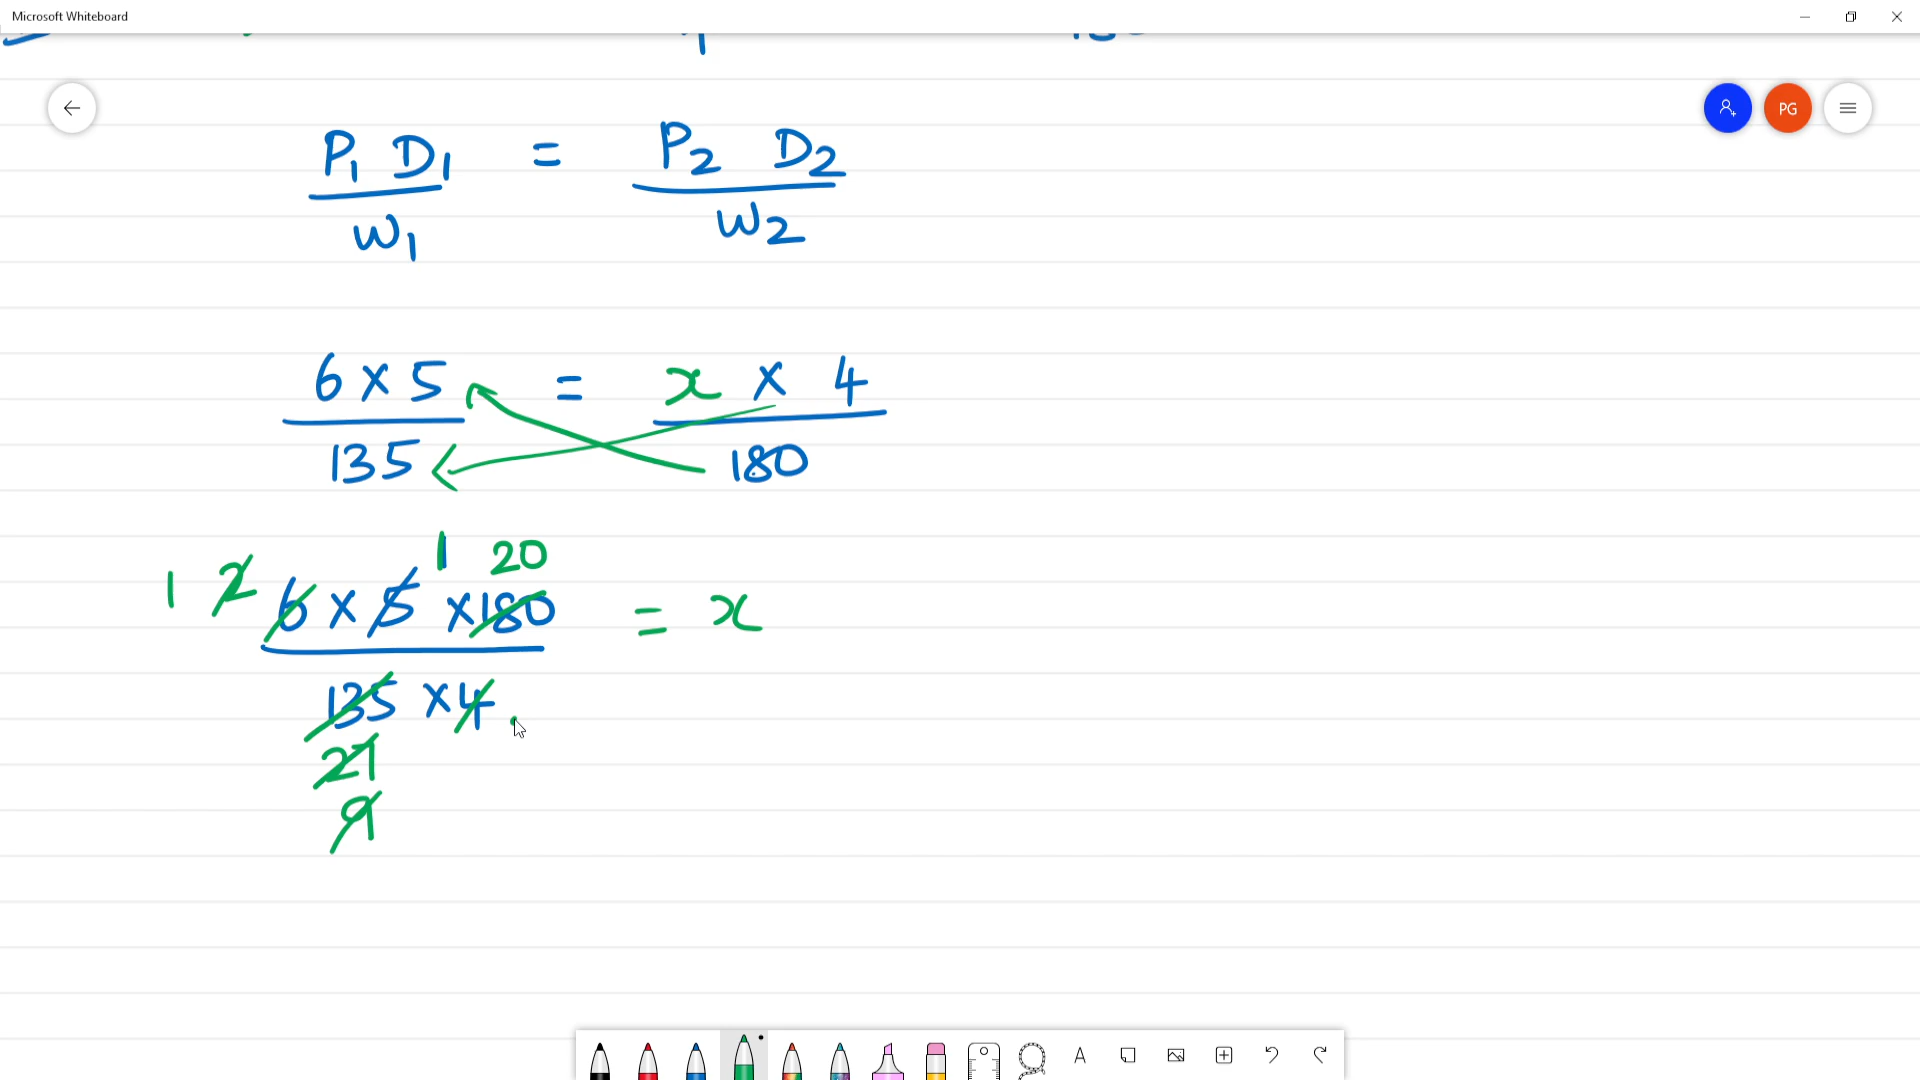 Microsoft Whiteboard
PG
P1 D1 = P2 D2
W1 W2
6 x 5 = x x 4
135 180
1 2 1 20
6 x 5 x 180 = x
135 x 4
27
9
A